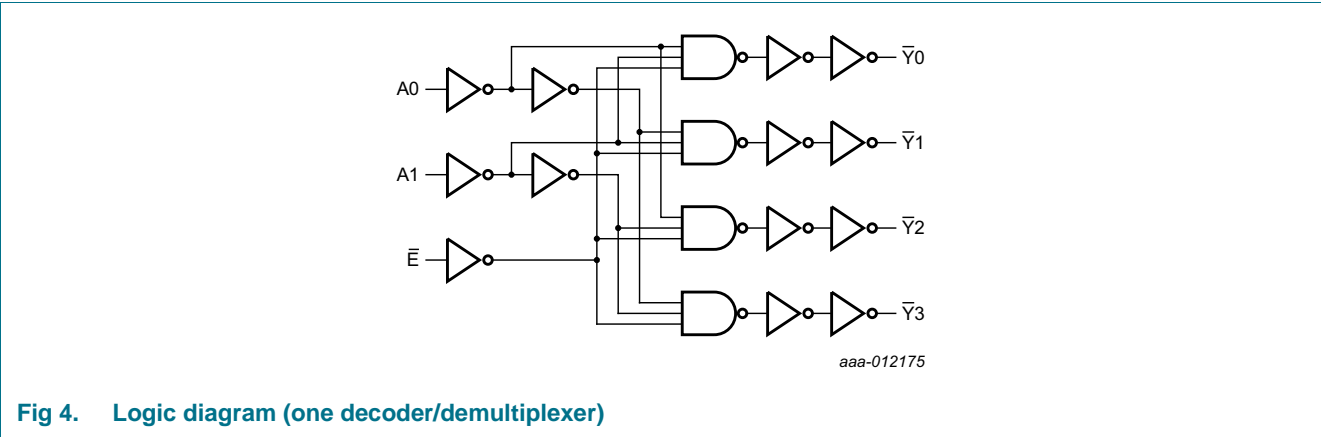 A0
A1
E̅
Y̅0
Y̅1
Y̅2
Y̅3
aaa-012175
Fig 4. Logic diagram (one decoder/demultiplexer)